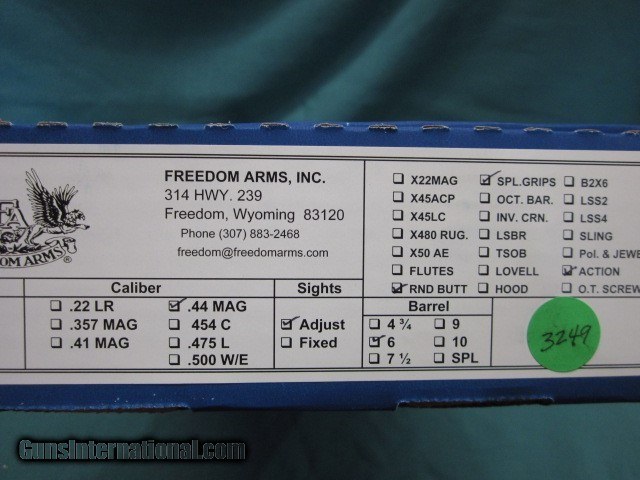 FREEDOM ARMS, INC.
314 HWY. 239
Freedom, Wyoming 83120
Phone (307) 883-2468
freedom@freedomarms.com
FA
DOM ARMS®
X22MAG
X45ACP
X45LC
X480 RUG.
X50 AE
FLUTES
RND BUTT
SPL.GRIPS
OCT. BAR.
INV. CRN.
LSBR
TSOB
LOVELL
HOOD
B2X6
LSS2
LSS4
SLING
Pol. & JEWE
ACTION
O.T. SCREW
Caliber
.22 LR
.357 MAG
.41 MAG
.44 MAG
454 C
.475 L
.500 W/E
Sights
Adjust
Fixed
Barrel
4 ¾
6
7 ½
9
10
SPL
3249
GunsInternational.com